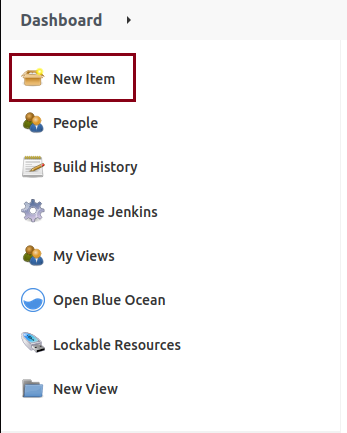 Dashboard
New Item
People
Build History
Manage Jenkins
My Views
Open Blue Ocean
Lockable Resources
New View